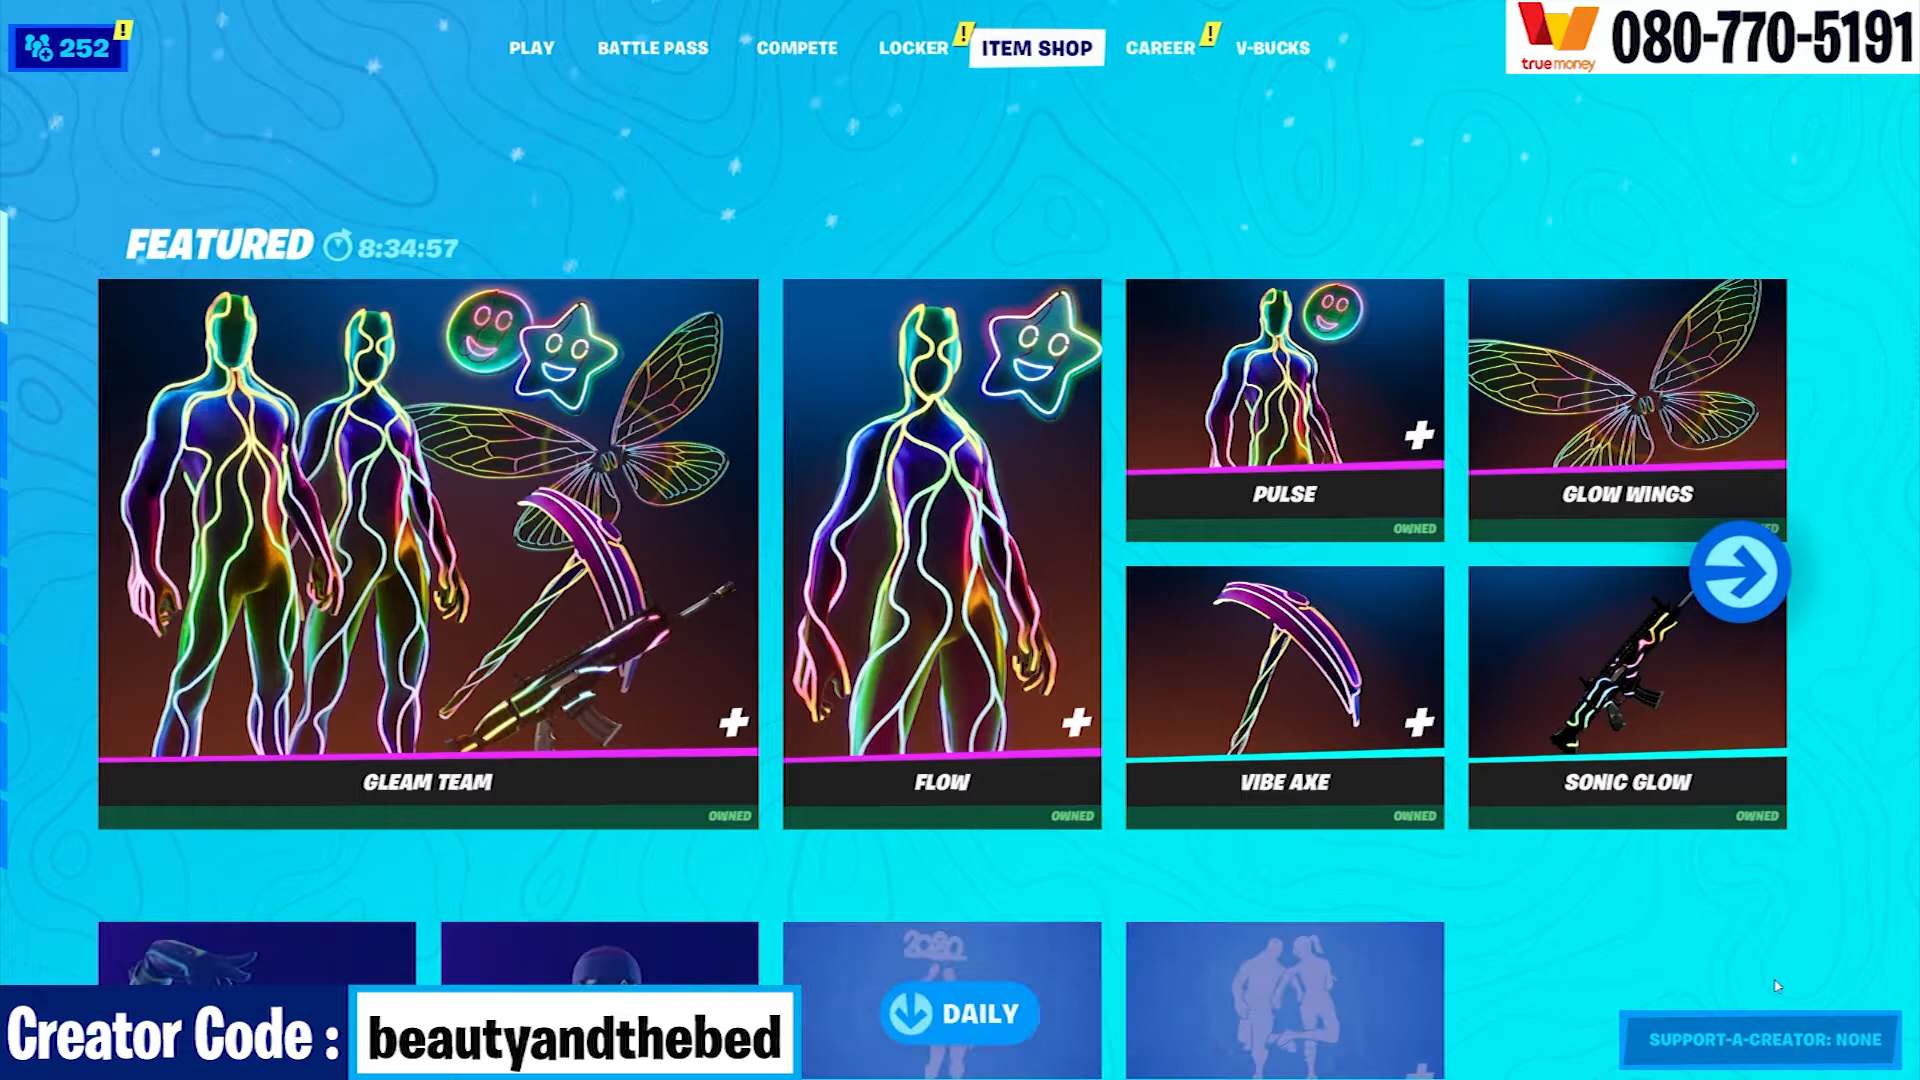 252
!
PLAY
BATTLE PASS
COMPETE
LOCKER
!
ITEM SHOP
CAREER
!
V-BUCKS
true money
080-770-5191
FEATURED
8:34:57
GLEAM TEAM
OWNED
FLOW
OWNED
PULSE
OWNED
GLOW WINGS
VIBE AXE
OWNED
SONIC GLOW
OWNED
DAILY
Creator Code :
beautyandthebed
SUPPORT-A-CREATOR: NONE